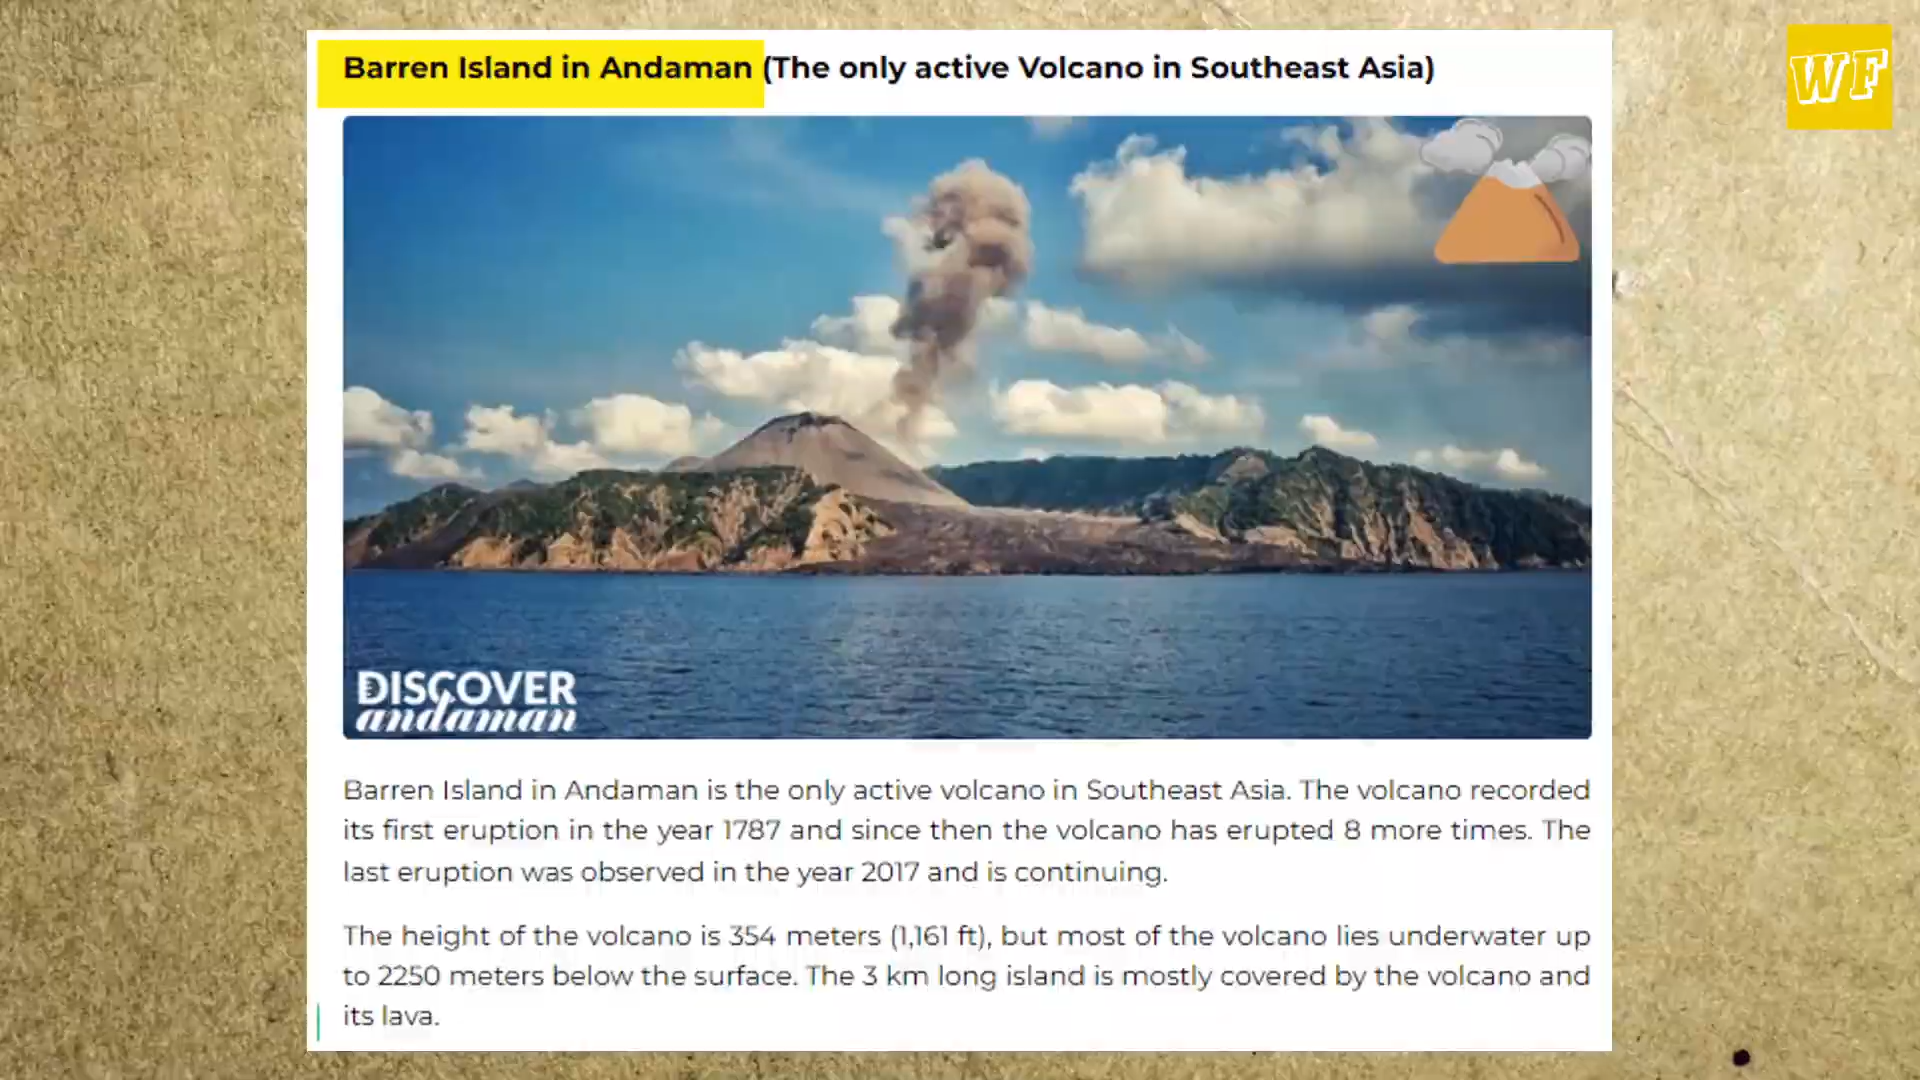 Barren Island in Andaman (The only active Volcano in Southeast Asia)
WF
DISCOVER
andaman
Barren Island in Andaman is the only active volcano in Southeast Asia. The volcano recorded
its first eruption in the year 1787 and since then the volcano has erupted 8 more times. The
last eruption was observed in the year 2017 and is continuing.
The height of the volcano is 354 meters (1,161 ft), but most of the volcano lies underwater up
to 2250 meters below the surface. The 3 km long island is mostly covered by the volcano and
its lava.